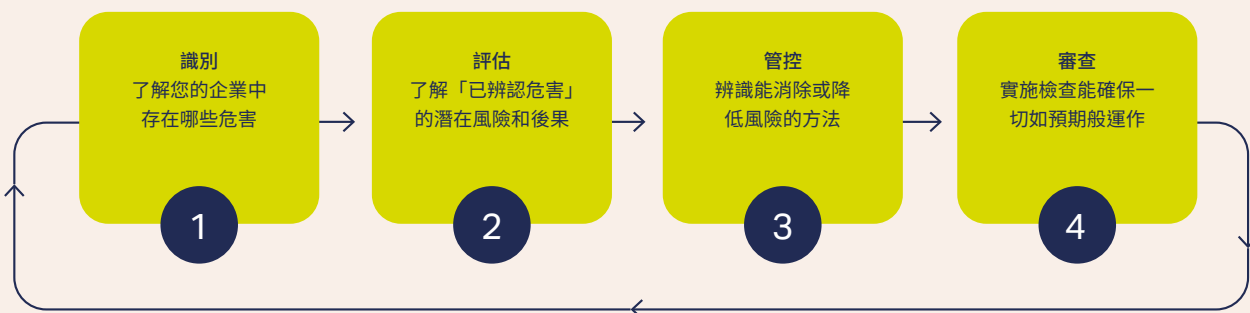 識別
了解您的企業中
存在哪些危害
1
評估
了解「已辨認危害」
的潛在風險和後果
2
管控
辨識能消除或降
低風險的方法
3
審查
實施檢查能確保一
切如預期般運作
4